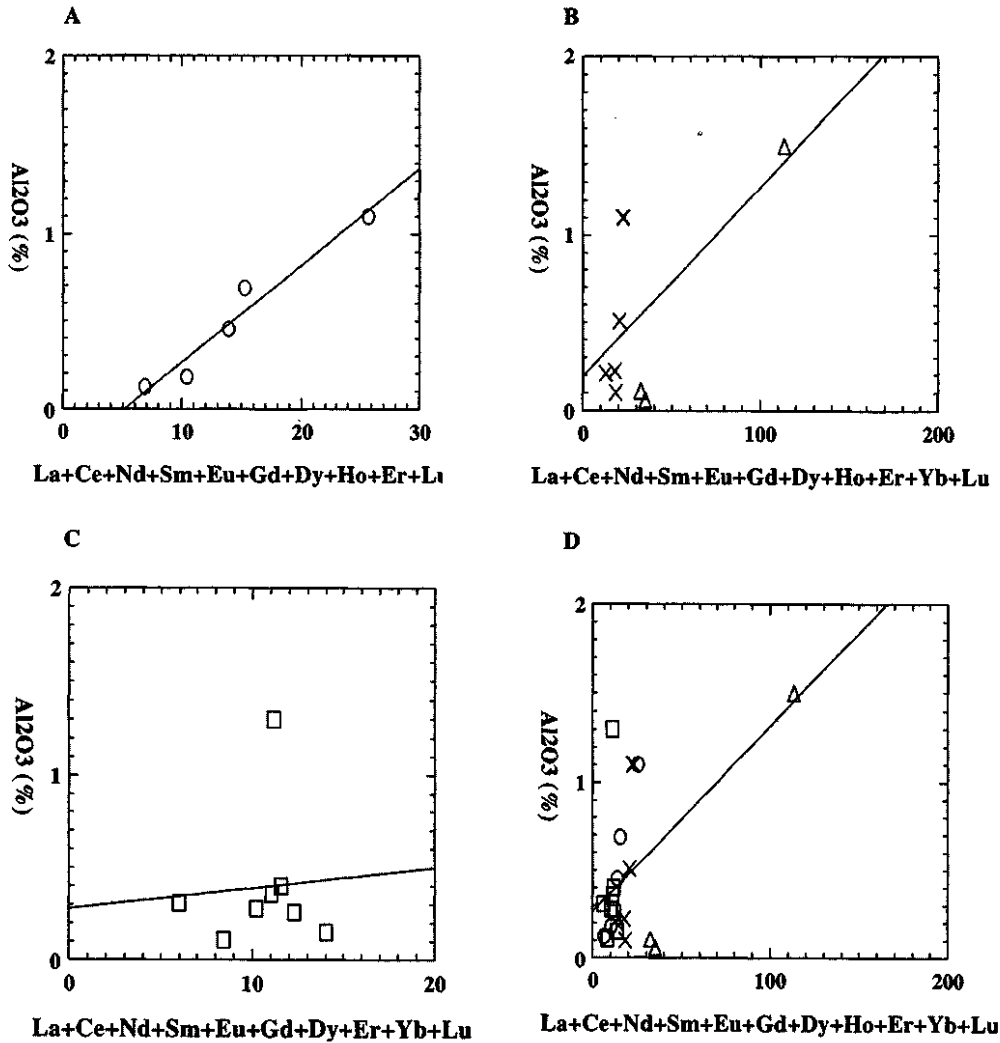 A
B
2
1
0
0
10
20
30
Al2O3 (%)
La+Ce+Nd+Sm+Eu+Gd+Dy+Ho+Er+Lu
2
1
0
0
100
200
Al2O3 (%)
La+Ce+Nd+Sm+Eu+Gd+Dy+Ho+Er+Yb+Lu
C
D
2
1
0
0
10
20
Al2O3 (%)
La+Ce+Nd+Sm+Eu+Gd+Dy+Er+Yb+Lu
2
1
0
0
100
200
Al2O3 (%)
La+Ce+Nd+Sm+Eu+Gd+Dy+Ho+Er+Yb+Lu